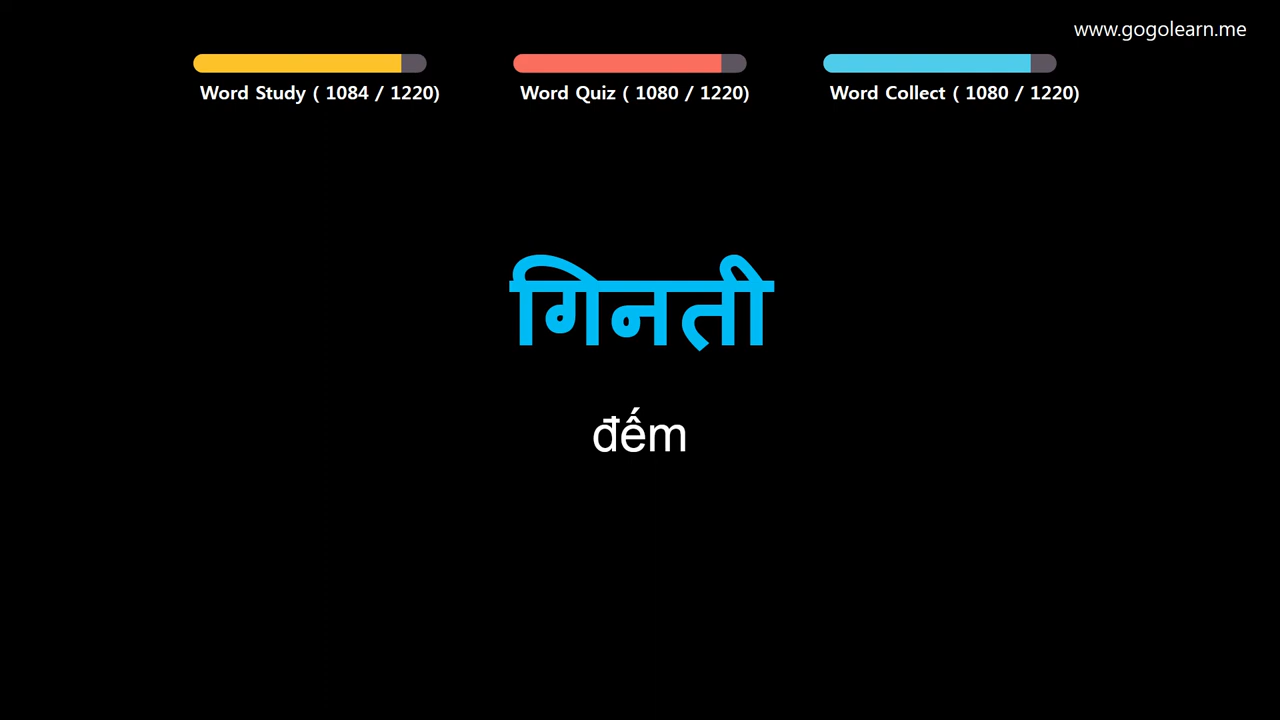 www.gogolearn.me
Word Study ( 1084 / 1220)
Word Quiz ( 1080 / 1220)
Word Collect ( 1080 / 1220)
गिनती
đếm